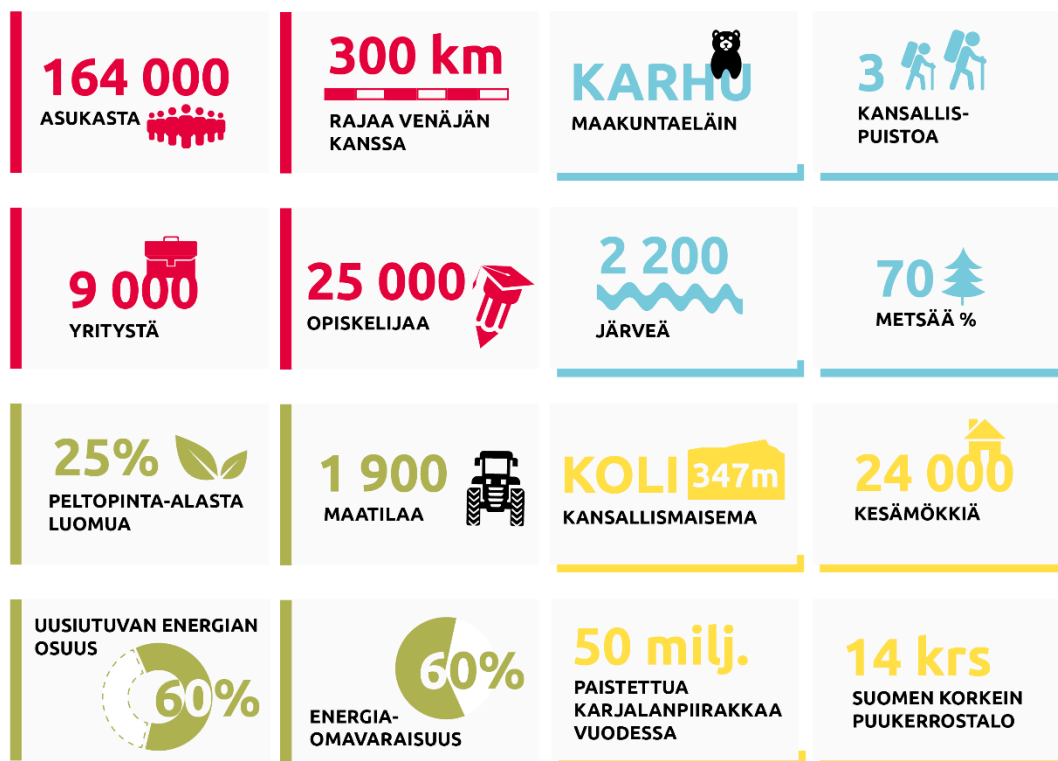 164 000
ASUKASTA
300 km
RAJAA VENÄJÄN
KANSSA
KARHU
MAAKUNTAELÄIN
3
KANSALLIS-
PUISTOA
9 000
YRITYSTÄ
25 000
OPISKELIJAA
2 200
JÄRVEÄ
70
METSÄÄ %
25%
PELTOPINTA-ALASTA
LUOMUA
1 900
MAATILAA
KOLI 347m
KANSALLISMAISEMA
24 000
KESÄMÖKKIÄ
UUSIUTUVAN ENERGIAN
OSUUS
60%
60%
ENERGIA-
OMAVARAISUUS
50 milj.
PAISTETTUA
KARJALANPIIRAKKAA
VUODESSA
14 krs
SUOMEN KORKEIN
PUUKERROSTALO